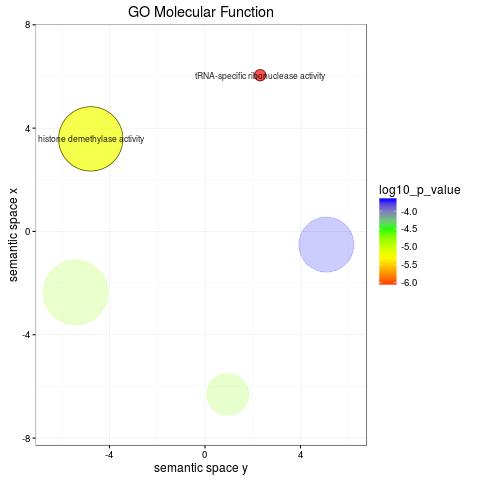 GO Molecular Function
8
4
0
-4
-8
semantic space x
tRNA-specific ribonuclease activity
histone demethylase activity
-4
0
4
semantic space y
log10_p_value
-4.0
-4.5
-5.0
-5.5
-6.0